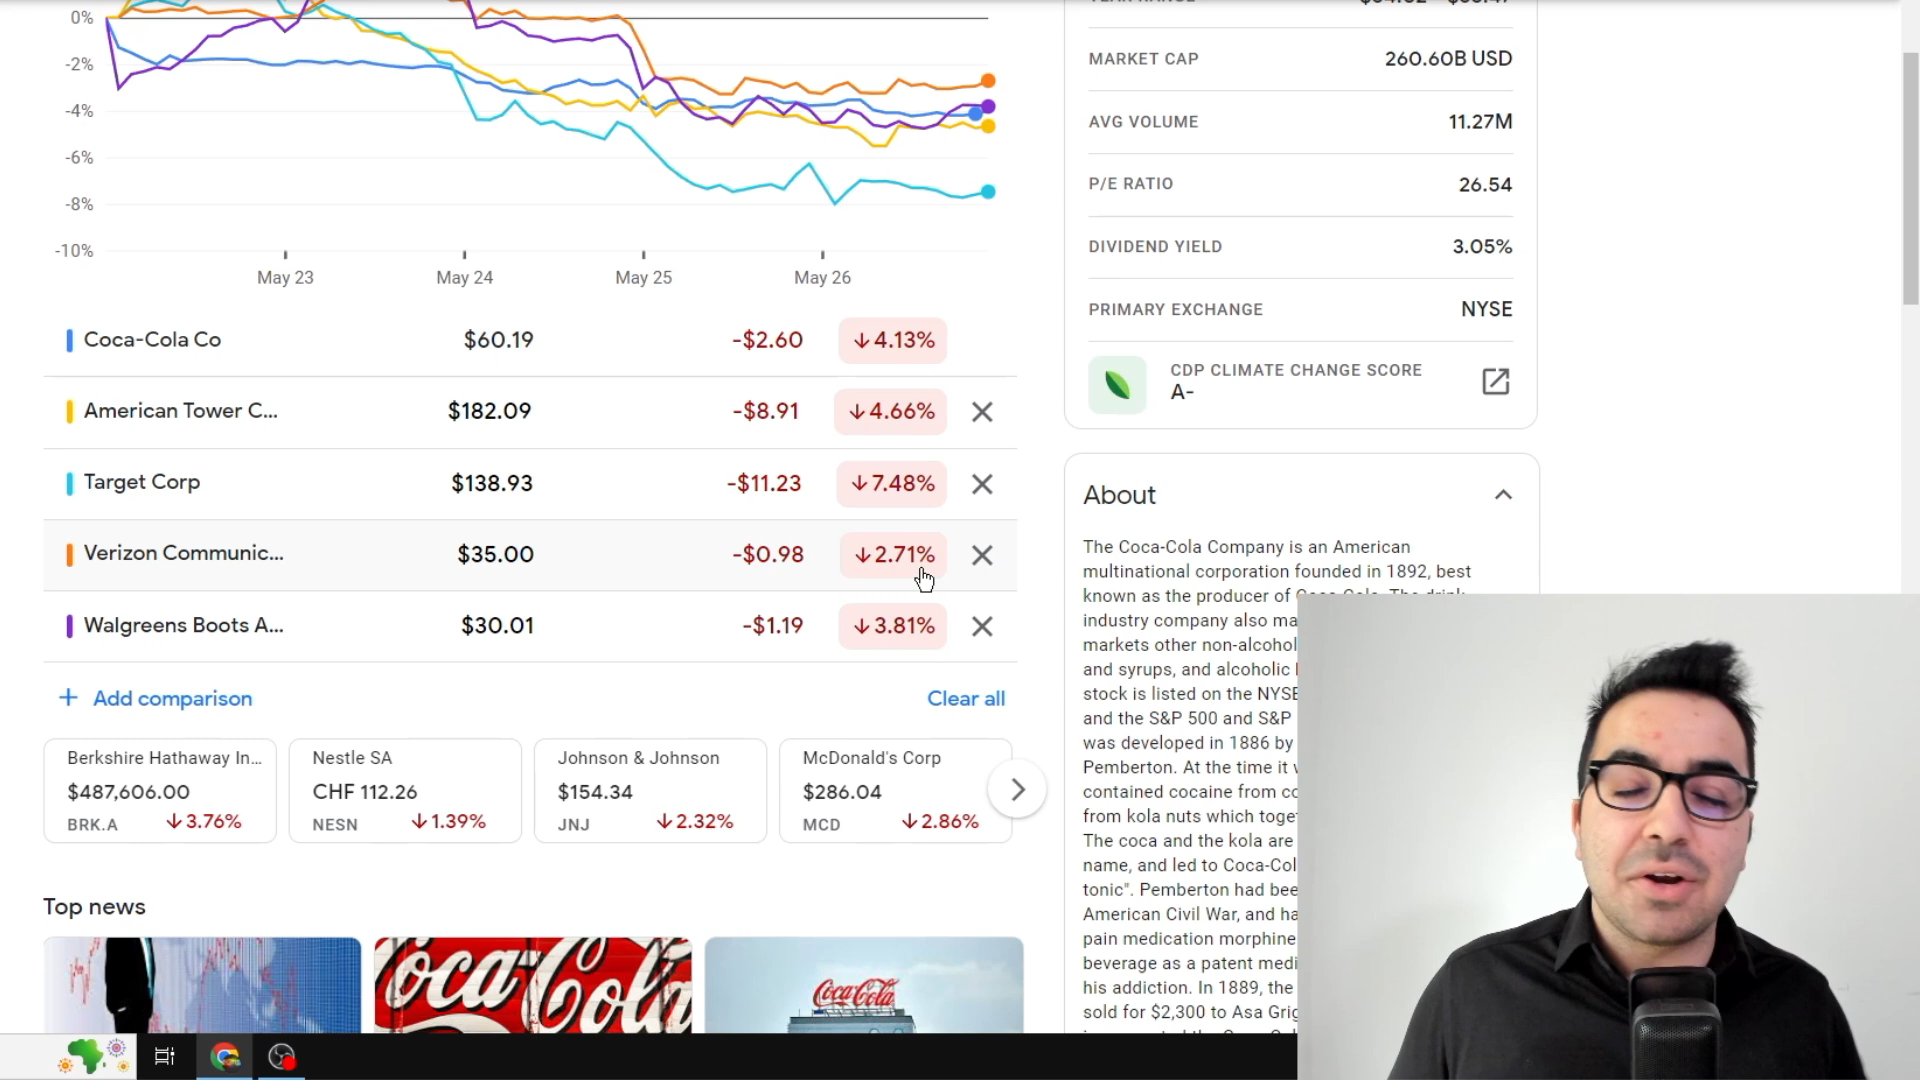 0%
-2%
-4%
-6%
-8%
-10%
May 23
May 24
May 25
May 26
Coca-Cola Co
$60.19
-$2.60
↓4.13%
American Tower C...
$182.09
-$8.91
↓4.66%
Target Corp
$138.93
-$11.23
↓7.48%
Verizon Communic...
$35.00
-$0.98
↓2.71%
Walgreens Boots A...
$30.01
-$1.19
↓3.81%
+ Add comparison
Clear all
Berkshire Hathaway In...
$487,606.00
BRK.A
↓3.76%
Nestle SA
CHF 112.26
NESN
↓1.39%
Johnson & Johnson
$154.34
JNJ
↓2.32%
McDonald's Corp
$286.04
MCD
↓2.86%
Top news
Coca-Cola
Coca-Cola
MARKET CAP
260.60B USD
AVG VOLUME
11.27M
P/E RATIO
26.54
DIVIDEND YIELD
3.05%
PRIMARY EXCHANGE
NYSE
CDP CLIMATE CHANGE SCORE
A-
About
The Coca-Cola Company is an American
multinational corporation founded in 1892, best
known as the producer of
industry company also ma
markets other non-alcohol
and syrups, and alcoholic
stock is listed on the NYSE
and the S&P 500 and S&P
was developed in 1886 by
Pemberton. At the time it
contained cocaine from co
from kola nuts which toge
The coca and the kola are
name, and led to Coca-Col
tonic". Pemberton had bee
American Civil War, and ha
pain medication morphine
beverage as a patent medi
his addiction. In 1889, the
sold for $2,300 to Asa Grig